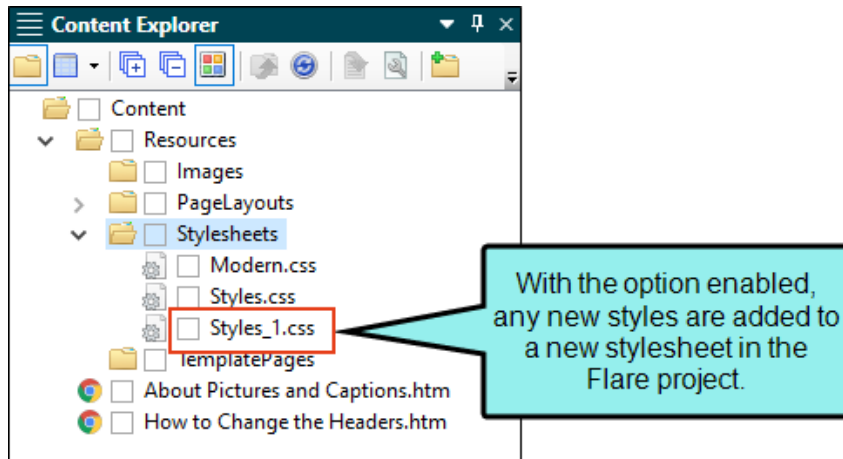 Content Explorer
Content
Resources
Images
PageLayouts
Stylesheets
Modern.css
Styles.css
Styles_1.css
TemplatePages
About Pictures and Captions.htm
How to Change the Headers.htm
With the option enabled,
any new styles are added to
a new stylesheet in the
Flare project.